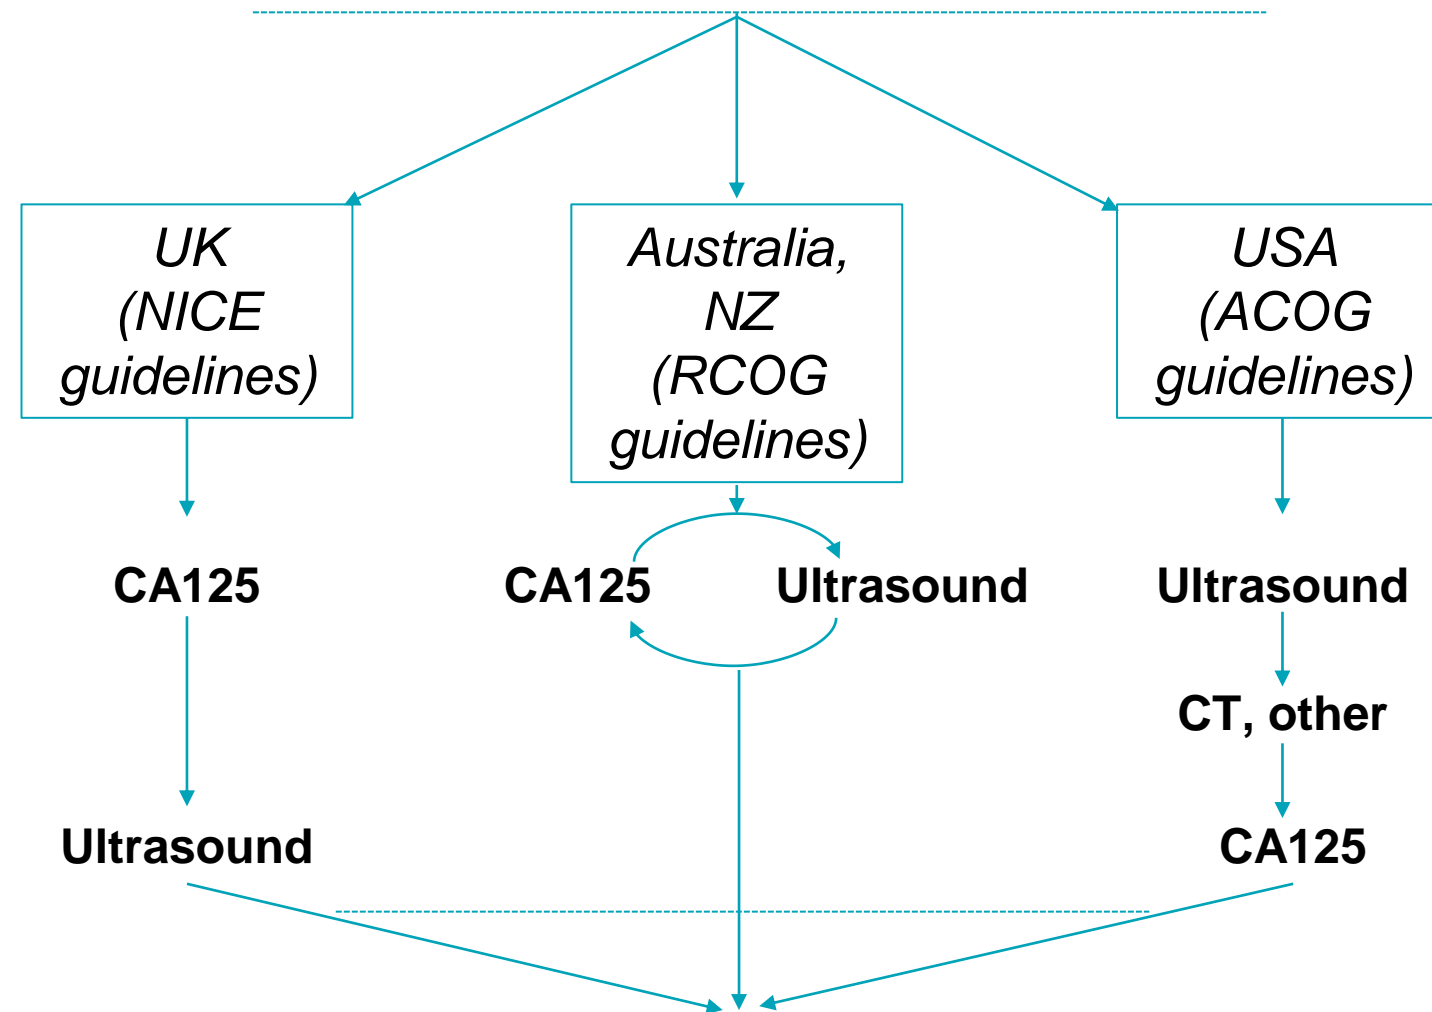 UK
(NICE
guidelines)
Australia,
NZ
(RCOG
guidelines)
USA
(ACOG
guidelines)
CA125
CA125
Ultrasound
Ultrasound
CT, other
Ultrasound
CA125